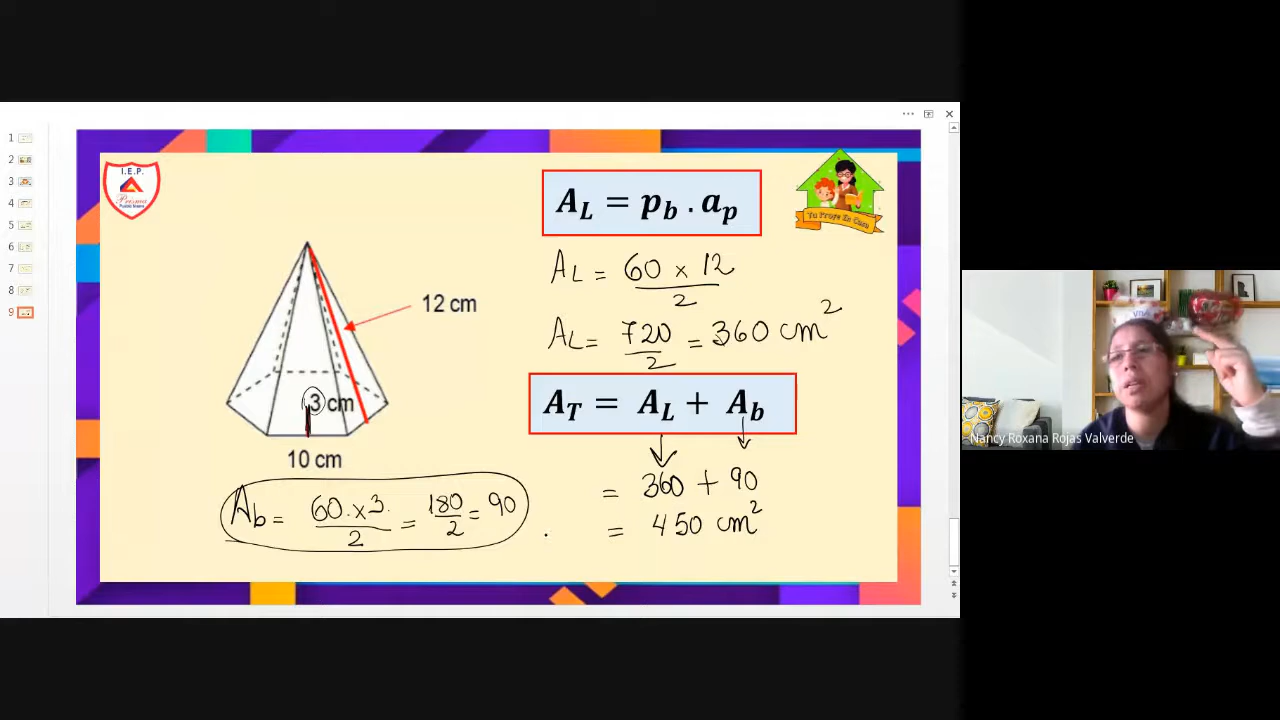 1
2
3
4
5
6
7
8
9
I.E.P.
Prisma
Tu Profe En Casa
A_L = p_b . a_p
A_L = 60 x 12
2
A_L = 720 = 360 cm²
2
12 cm
3 cm
10 cm
A_T = A_L + A_b
= 360 + 90
= 450 cm²
A_b = 60 x 3 = 180 = 90
2 2
Nancy Roxana Rojas Valverde